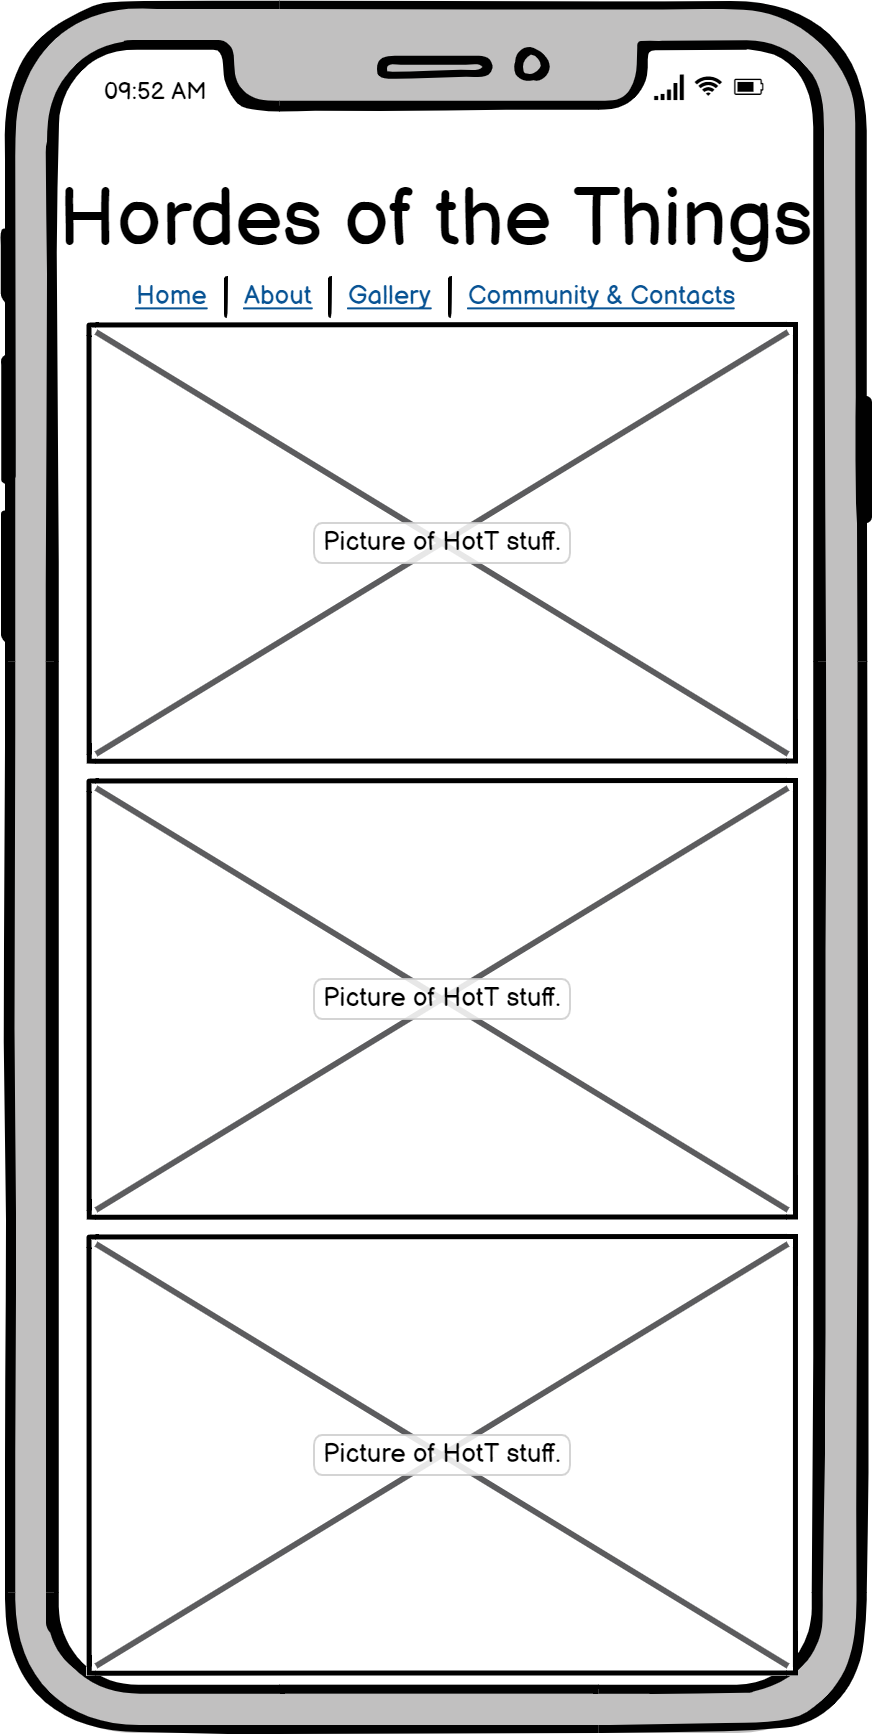 09:52 AM
Hordes of the Things
Home | About | Gallery | Community & Contacts
Picture of HotT stuff.
Picture of HotT stuff.
Picture of HotT stuff.